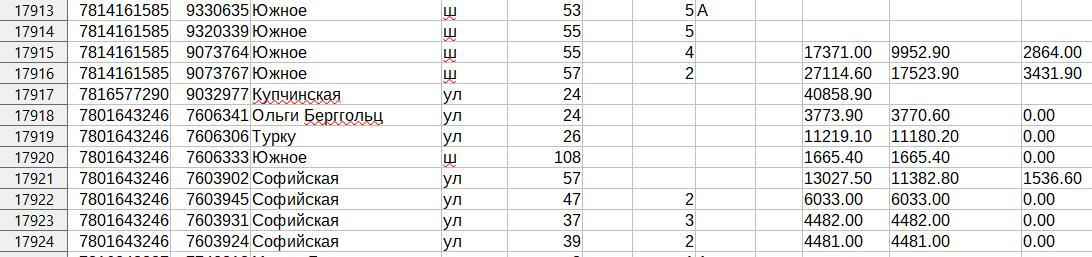 17913 7814161585 9330635 Южное ш 53 5 А
17914 7814161585 9320339 Южное ш 55 5
17915 7814161585 9073764 Южное ш 55 4 17371.00 9952.90 2864.00
17916 7814161585 9073767 Южное ш 57 2 27114.60 17523.90 3431.90
17917 7816577290 9032977 Купчинская ул 24 40858.90
17918 7801643246 7606341 Ольги Берггольц ул 24 3773.90 3770.60 0.00
17919 7801643246 7606306 Турку ул 26 11219.10 11180.20 0.00
17920 7801643246 7606333 Южное ш 108 1665.40 1665.40 0.00
17921 7801643246 7603902 Софийская ул 57 13027.50 11382.80 1536.60
17922 7801643246 7603945 Софийская ул 47 2 6033.00 6033.00 0.00
17923 7801643246 7603931 Софийская ул 37 3 4482.00 4482.00 0.00
17924 7801643246 7603924 Софийская ул 39 2 4481.00 4481.00 0.00